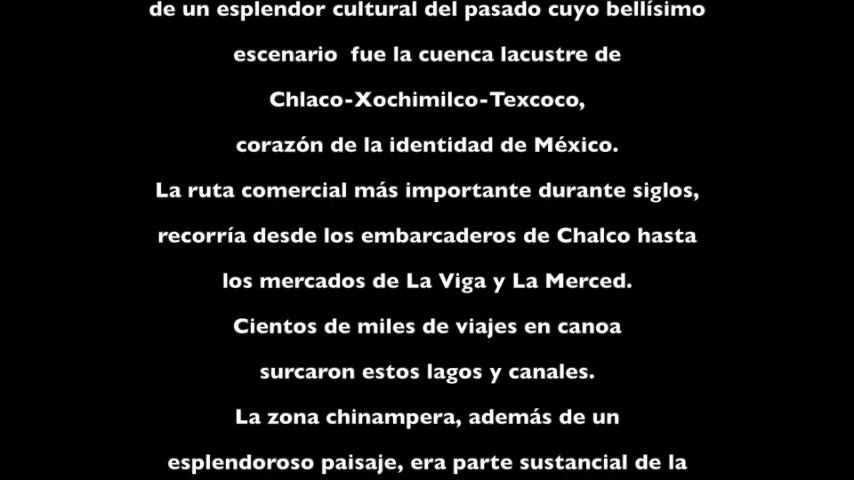 de un esplendor cultural del pasado cuyo bellísimo
escenario  fue la cuenca lacustre de
Chlaco-Xochimilco-Texcoco,
corazón de la identidad de México.
La ruta comercial más importante durante siglos,
recorría desde los embarcaderos de Chalco hasta
los mercados de La Viga y La Merced.
Cientos de miles de viajes en canoa
surcaron estos lagos y canales.
La zona chinampera, además de un
esplendoroso paisaje, era parte sustancial de la